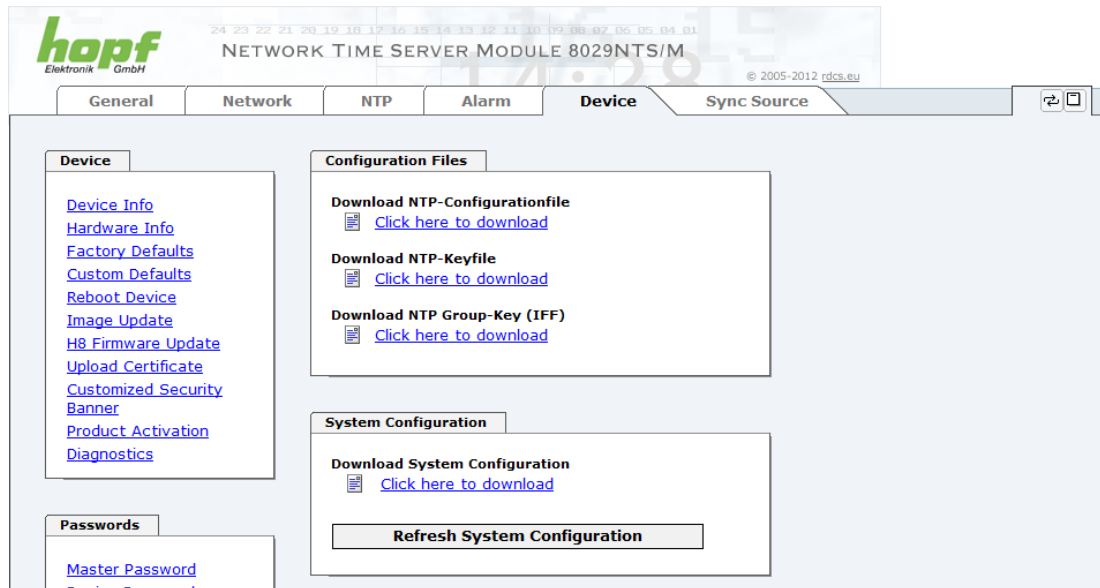 hopf
Elektronik GmbH
24 23 22 21 20 19 18 17 16 15 14 13 12 11 10 09 08 07 06 05 04 01
NETWORK TIME SERVER MODULE 8029NTS/M
14:28
© 2005-2012 rdcs.eu
General Network NTP Alarm Device Sync Source
Device
Device Info
Hardware Info
Factory Defaults
Custom Defaults
Reboot Device
Image Update
H8 Firmware Update
Upload Certificate
Customized Security
Banner
Product Activation
Diagnostics
Passwords
Master Password
Configuration Files
Download NTP-Configurationfile
Click here to download
Download NTP-Keyfile
Click here to download
Download NTP Group-Key (IFF)
Click here to download
System Configuration
Download System Configuration
Click here to download
Refresh System Configuration